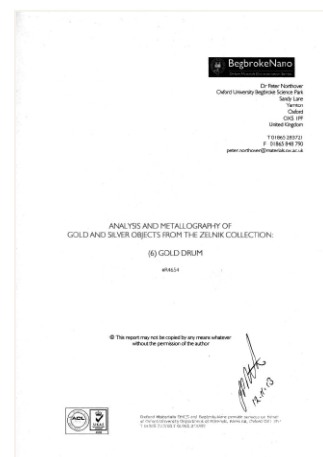 BegbrokeNano
Dr Peter Northover
Oxford University Begbroke Science Park
Sandy Lane
Yarnton
Oxford
OX5 1PF
United Kingdom
T 01865 283721
F 01865 848 790
peter.northover@materials.ox.ac.uk
ANALYSIS AND METALLOGRAPHY OF
GOLD AND SILVER OBJECTS FROM THE ZELNIK COLLECTION:
(6) GOLD DRUM
#R4654
© This report may not be copied by any means whatever
without the permission of the author